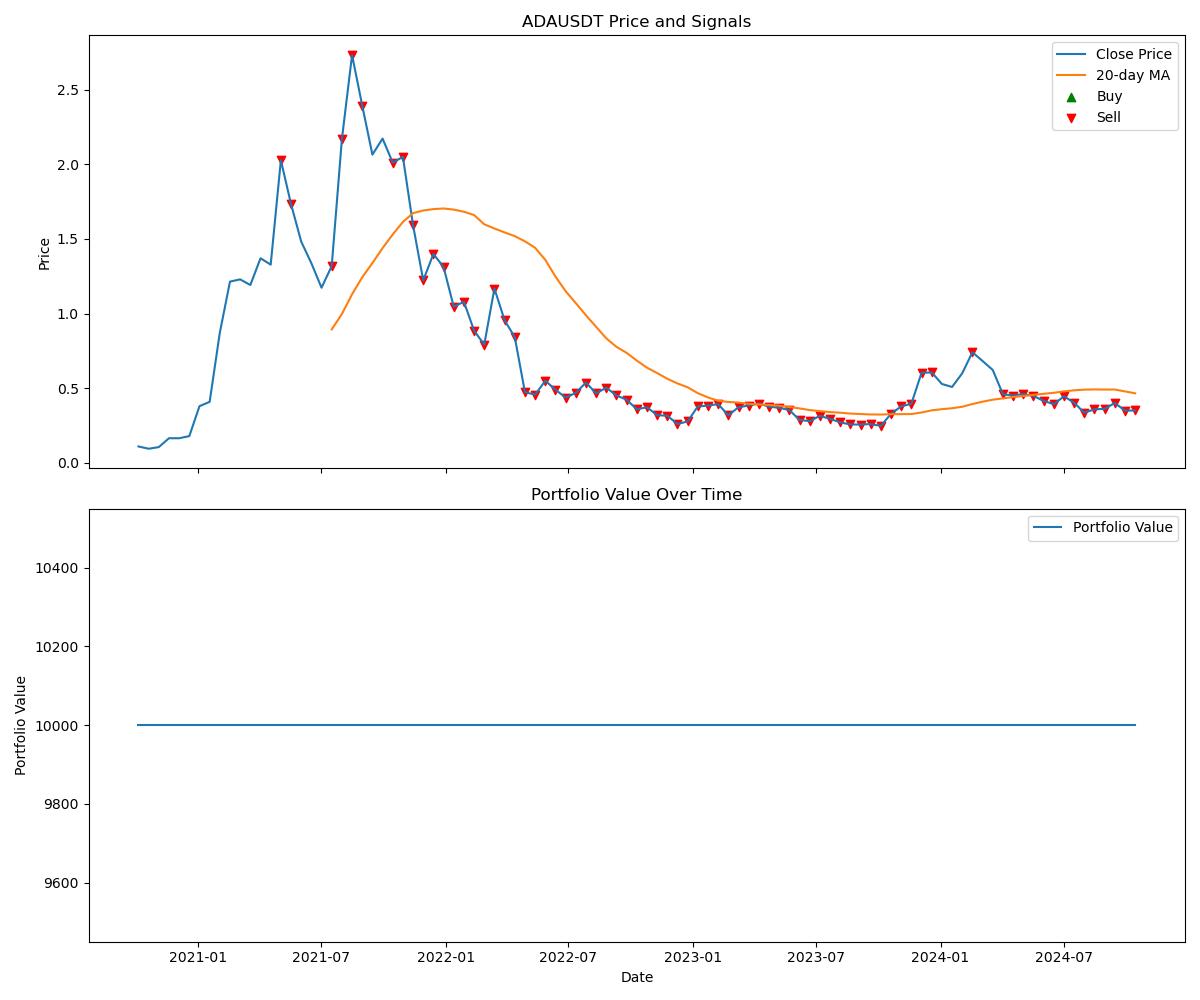 ADAUSDT Price and Signals
Price
2.5
2.0
1.5
1.0
0.5
0.0
Close Price
20-day MA
Buy
Sell
Portfolio Value Over Time
Portfolio Value
10400
10200
10000
9800
9600
Portfolio Value
2021-01
2021-07
2022-01
2022-07
2023-01
2023-07
2024-01
2024-07
Date